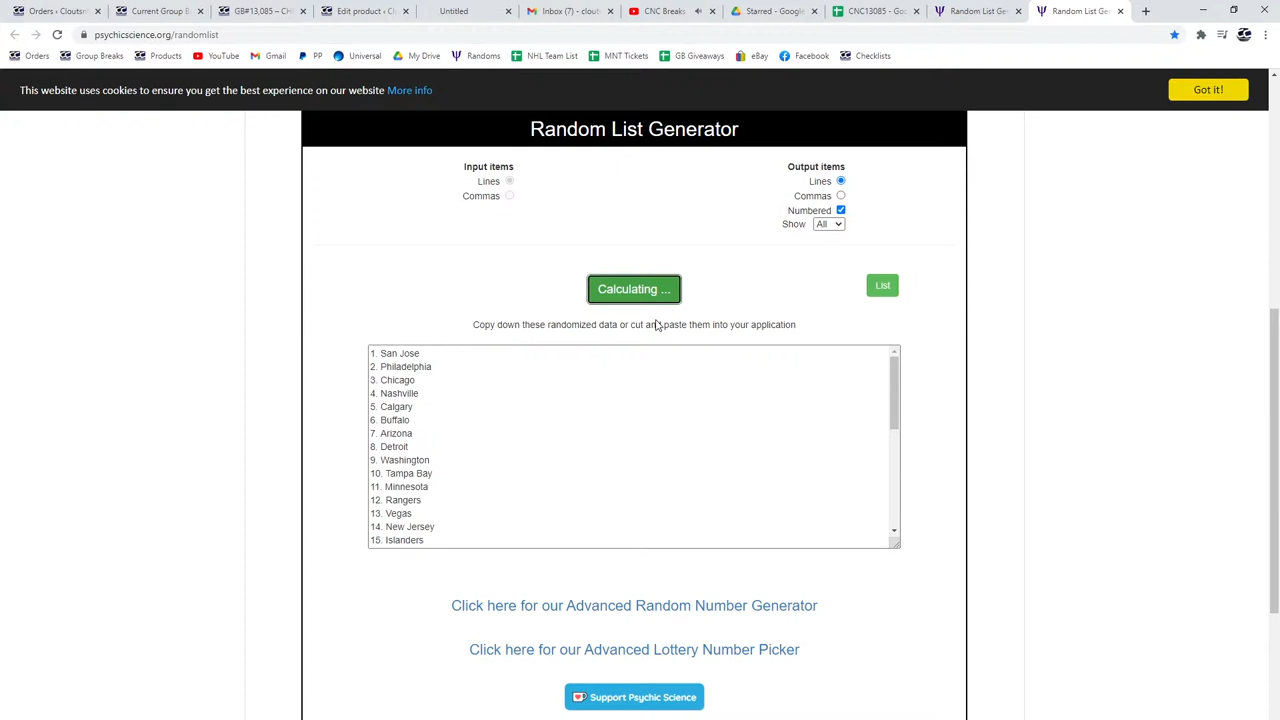 Orders ‹ Clouts
Current Group B
GB#13,085 – CH
Edit product ‹ Cl
Untitled
Inbox (7) - clout
CNC Breaks
Starred - Google
CNC13085 - Go
Random List Ge
Random List Ge
psychicscience.org/randomlist
Orders
Group Breaks
Products
YouTube
Gmail
PP
Universal
My Drive
Randoms
NHL Team List
MNT Tickets
GB Giveaways
eBay
Facebook
Checklists
This website uses cookies to ensure you get the best experience on our website More info
Got it!
Random List Generator
Input items
Lines
Commas
Output items
Lines
Commas
Numbered
Show All
Calculating ...
List
Copy down these randomized data or cut and paste them into your application
1. San Jose
2. Philadelphia
3. Chicago
4. Nashville
5. Calgary
6. Buffalo
7. Arizona
8. Detroit
9. Washington
10. Tampa Bay
11. Minnesota
12. Rangers
13. Vegas
14. New Jersey
15. Islanders
Click here for our Advanced Random Number Generator
Click here for our Advanced Lottery Number Picker
Support Psychic Science